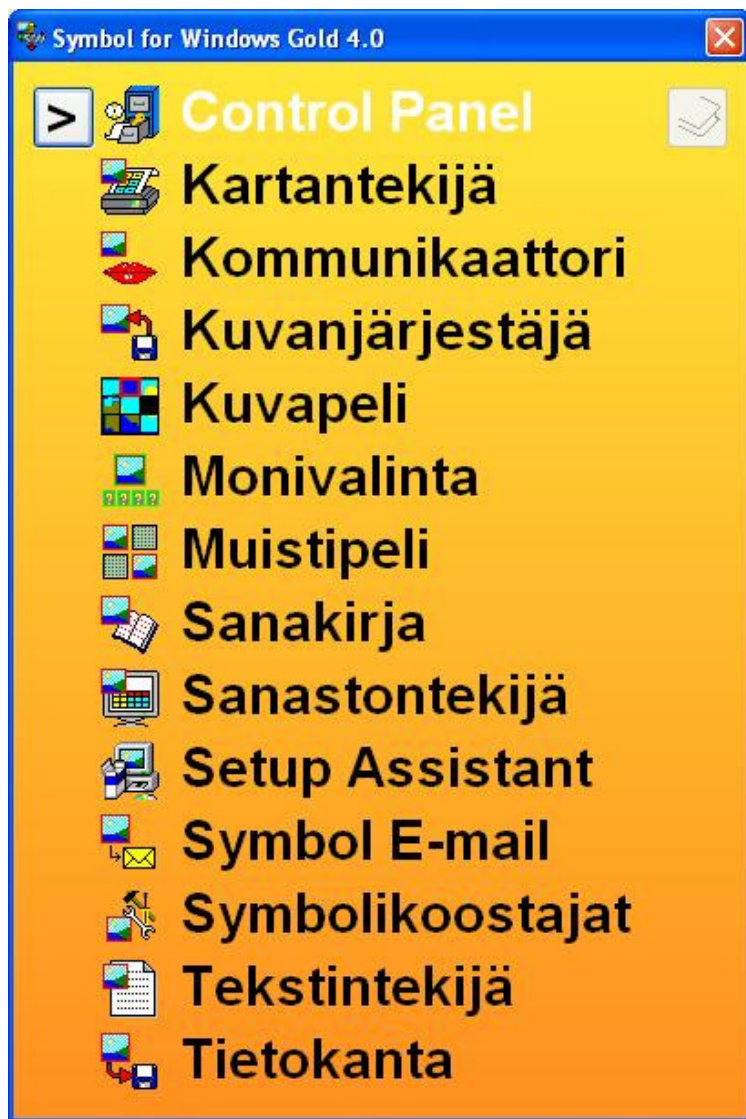 Symbol for Windows Gold 4.0
> Control Panel
Kartantekijä
Kommunikaattori
Kuvanjärjestäjä
Kuvapeli
Monivalinta
Muistipeli
Sanakirja
Sanastontekijä
Setup Assistant
Symbol E-mail
Symbolikoostajat
Tekstintekijä
Tietokanta